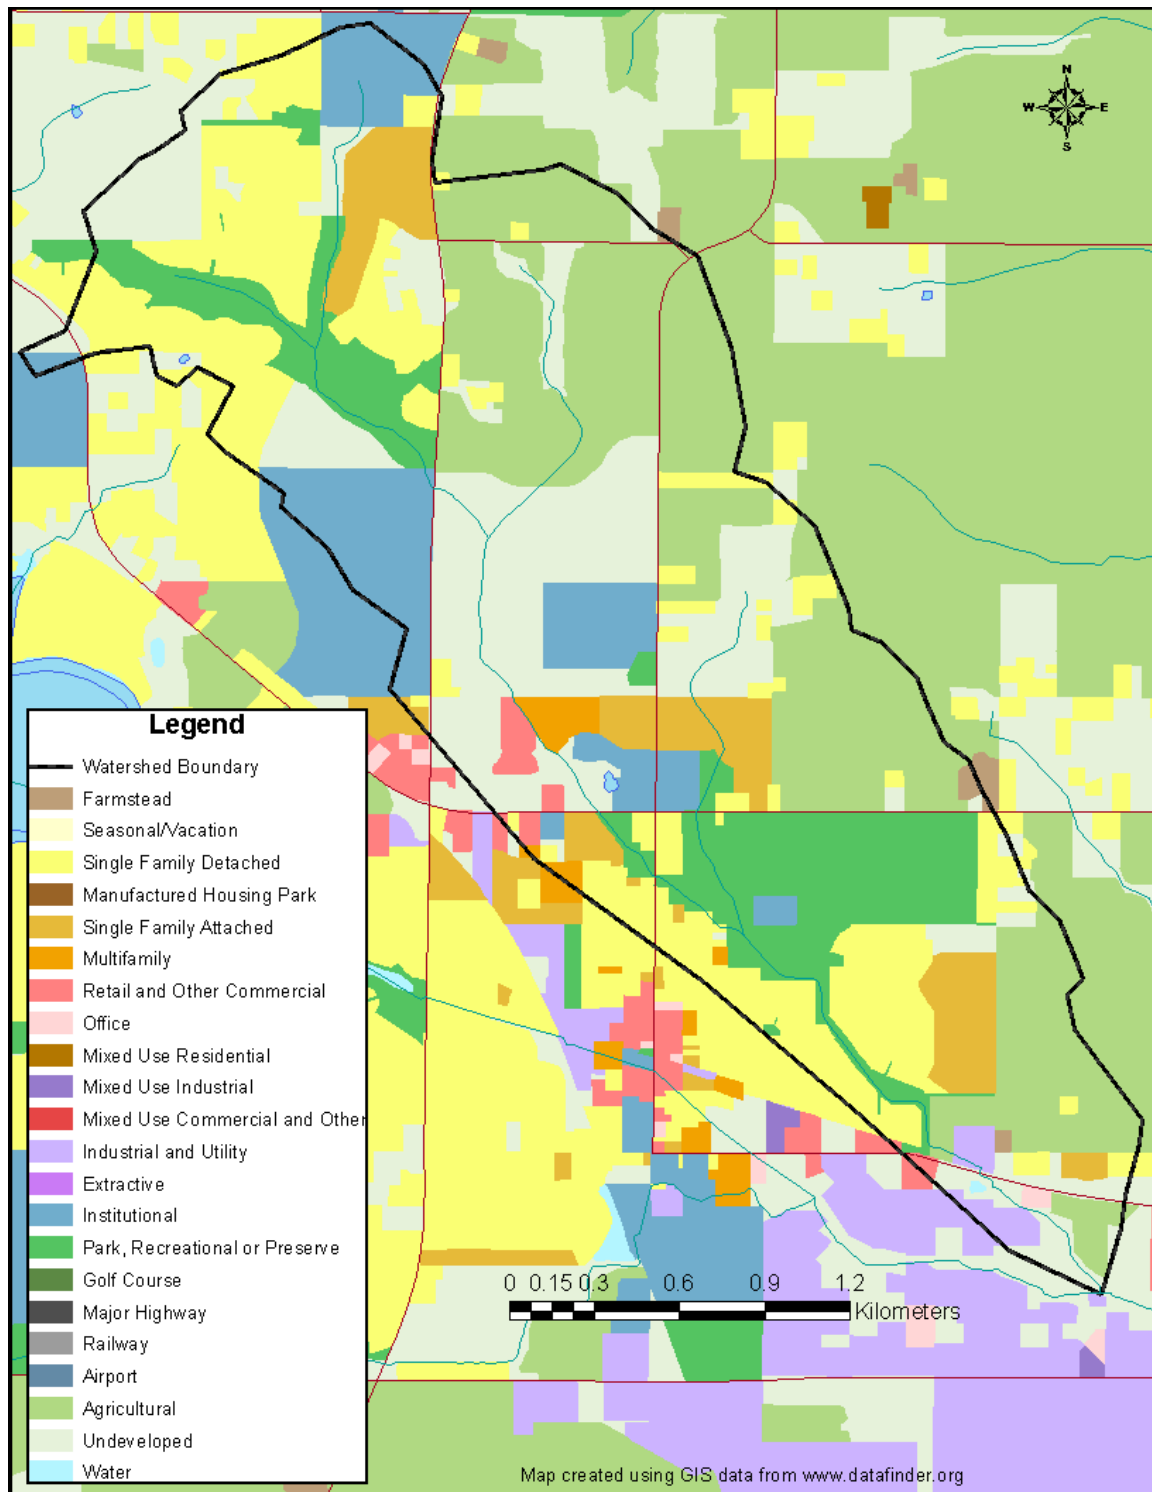 N
W E
S
Legend
Watershed Boundary
Farmstead
Seasonal/Vacation
Single Family Detached
Manufactured Housing Park
Single Family Attached
Multifamily
Retail and Other Commercial
Office
Mixed Use Residential
Mixed Use Industrial
Mixed Use Commercial and Other
Industrial and Utility
Extractive
Institutional
Park, Recreational or Preserve
Golf Course
Major Highway
Railway
Airport
Agricultural
Undeveloped
Water
0 0.15 0.3 0.6 0.9 1.2
Kilometers
Map created using GIS data from www.datafinder.org